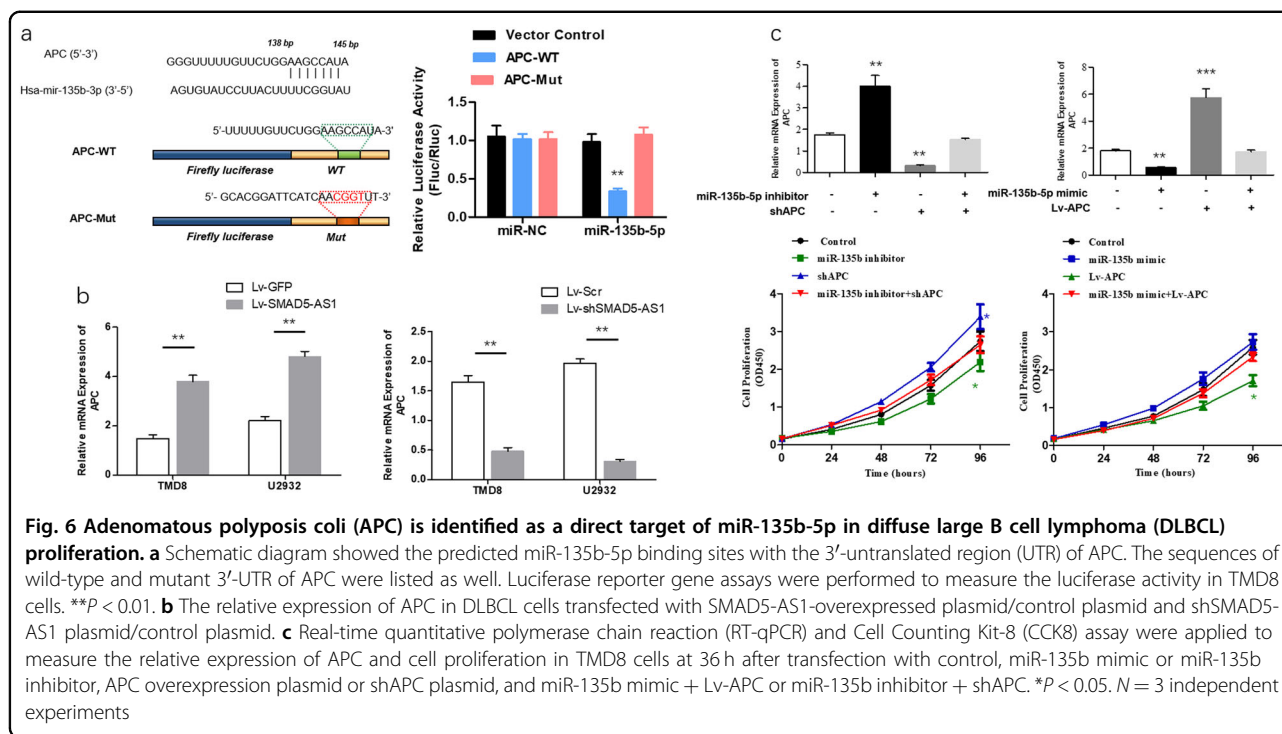 a
138 bp 145 bp
APC (5'-3') GGGUUUUUGUUCUGGAAGCCAUA
Hsa-mir-135b-3p (3'-5') AGUGUAUCCUUACUUUUCGGUAU
5'-UUUUUGUUCUGGAAGCCAUA-3'
APC-WT
Firefly luciferase WT
5'- GCACGGATTCATCAACGGTUT-3'
APC-Mut
Firefly luciferase Mut
Vector Control
APC-WT
APC-Mut
Relative Luciferase Activity
(Fluc/Rluc)
1.5
1.0
0.5
0.0
**
miR-NC miR-135b-5p
b
Lv-GFP
Lv-SMAD5-AS1
Relative mRNA Expression of
APC
6
4
2
0
** **
TMD8 U2932
Lv-Scr
Lv-shSMAD5-AS1
Relative mRNA Expression of
APC
2.5
2.0
1.5
1.0
0.5
0.0
** **
TMD8 U2932
c
Relative mRNA Expression of
APC
5
4
3
2
1
0
** **
miR-135b-5p inhibitor - + - +
shAPC - - + +
Relative mRNA Expression of
APC
8
6
4
2
0
** ***
miR-135b-5p mimic - + - +
Lv-APC - - + +
Control
miR-135b inhibitor
shAPC
miR-135b inhibitor+shAPC
Cell Proliferation
(OD450)
4
3
2
1
0
*
*
0 24 48 72 96
Time (hours)
Control
miR-135b mimic
Lv-APC
miR-135b mimic+Lv-APC
Cell Proliferation
(OD450)
4
3
2
1
0
*
0 24 48 72 96
Time (hours)
Fig. 6 Adenomatous polyposis coli (APC) is identified as a direct target of miR-135b-5p in diffuse large B cell lymphoma (DLBCL)
proliferation. a Schematic diagram showed the predicted miR-135b-5p binding sites with the 3′-untranslated region (UTR) of APC. The sequences of
wild-type and mutant 3′-UTR of APC were listed as well. Luciferase reporter gene assays were performed to measure the luciferase activity in TMD8
cells. **P < 0.01. b The relative expression of APC in DLBCL cells transfected with SMAD5-AS1-overexpressed plasmid/control plasmid and shSMAD5-
AS1 plasmid/control plasmid. c Real-time quantitative polymerase chain reaction (RT-qPCR) and Cell Counting Kit-8 (CCK8) assay were applied to
measure the relative expression of APC and cell proliferation in TMD8 cells at 36 h after transfection with control, miR-135b mimic or miR-135b
inhibitor, APC overexpression plasmid or shAPC plasmid, and miR-135b mimic + Lv-APC or miR-135b inhibitor + shAPC. *P < 0.05. N = 3 independent
experiments